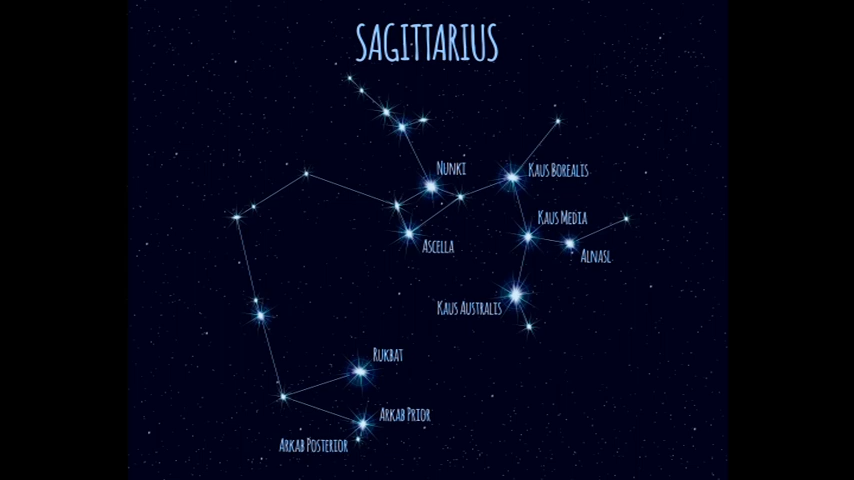 SAGITTARIUS
NUNKI
KAUS BOREALIS
KAUS MEDIA
ASCELLA
ALNASL
KAUS AUSTRALIS
RUKBAT
ARKAB PRIOR
ARKAB POSTERIOR